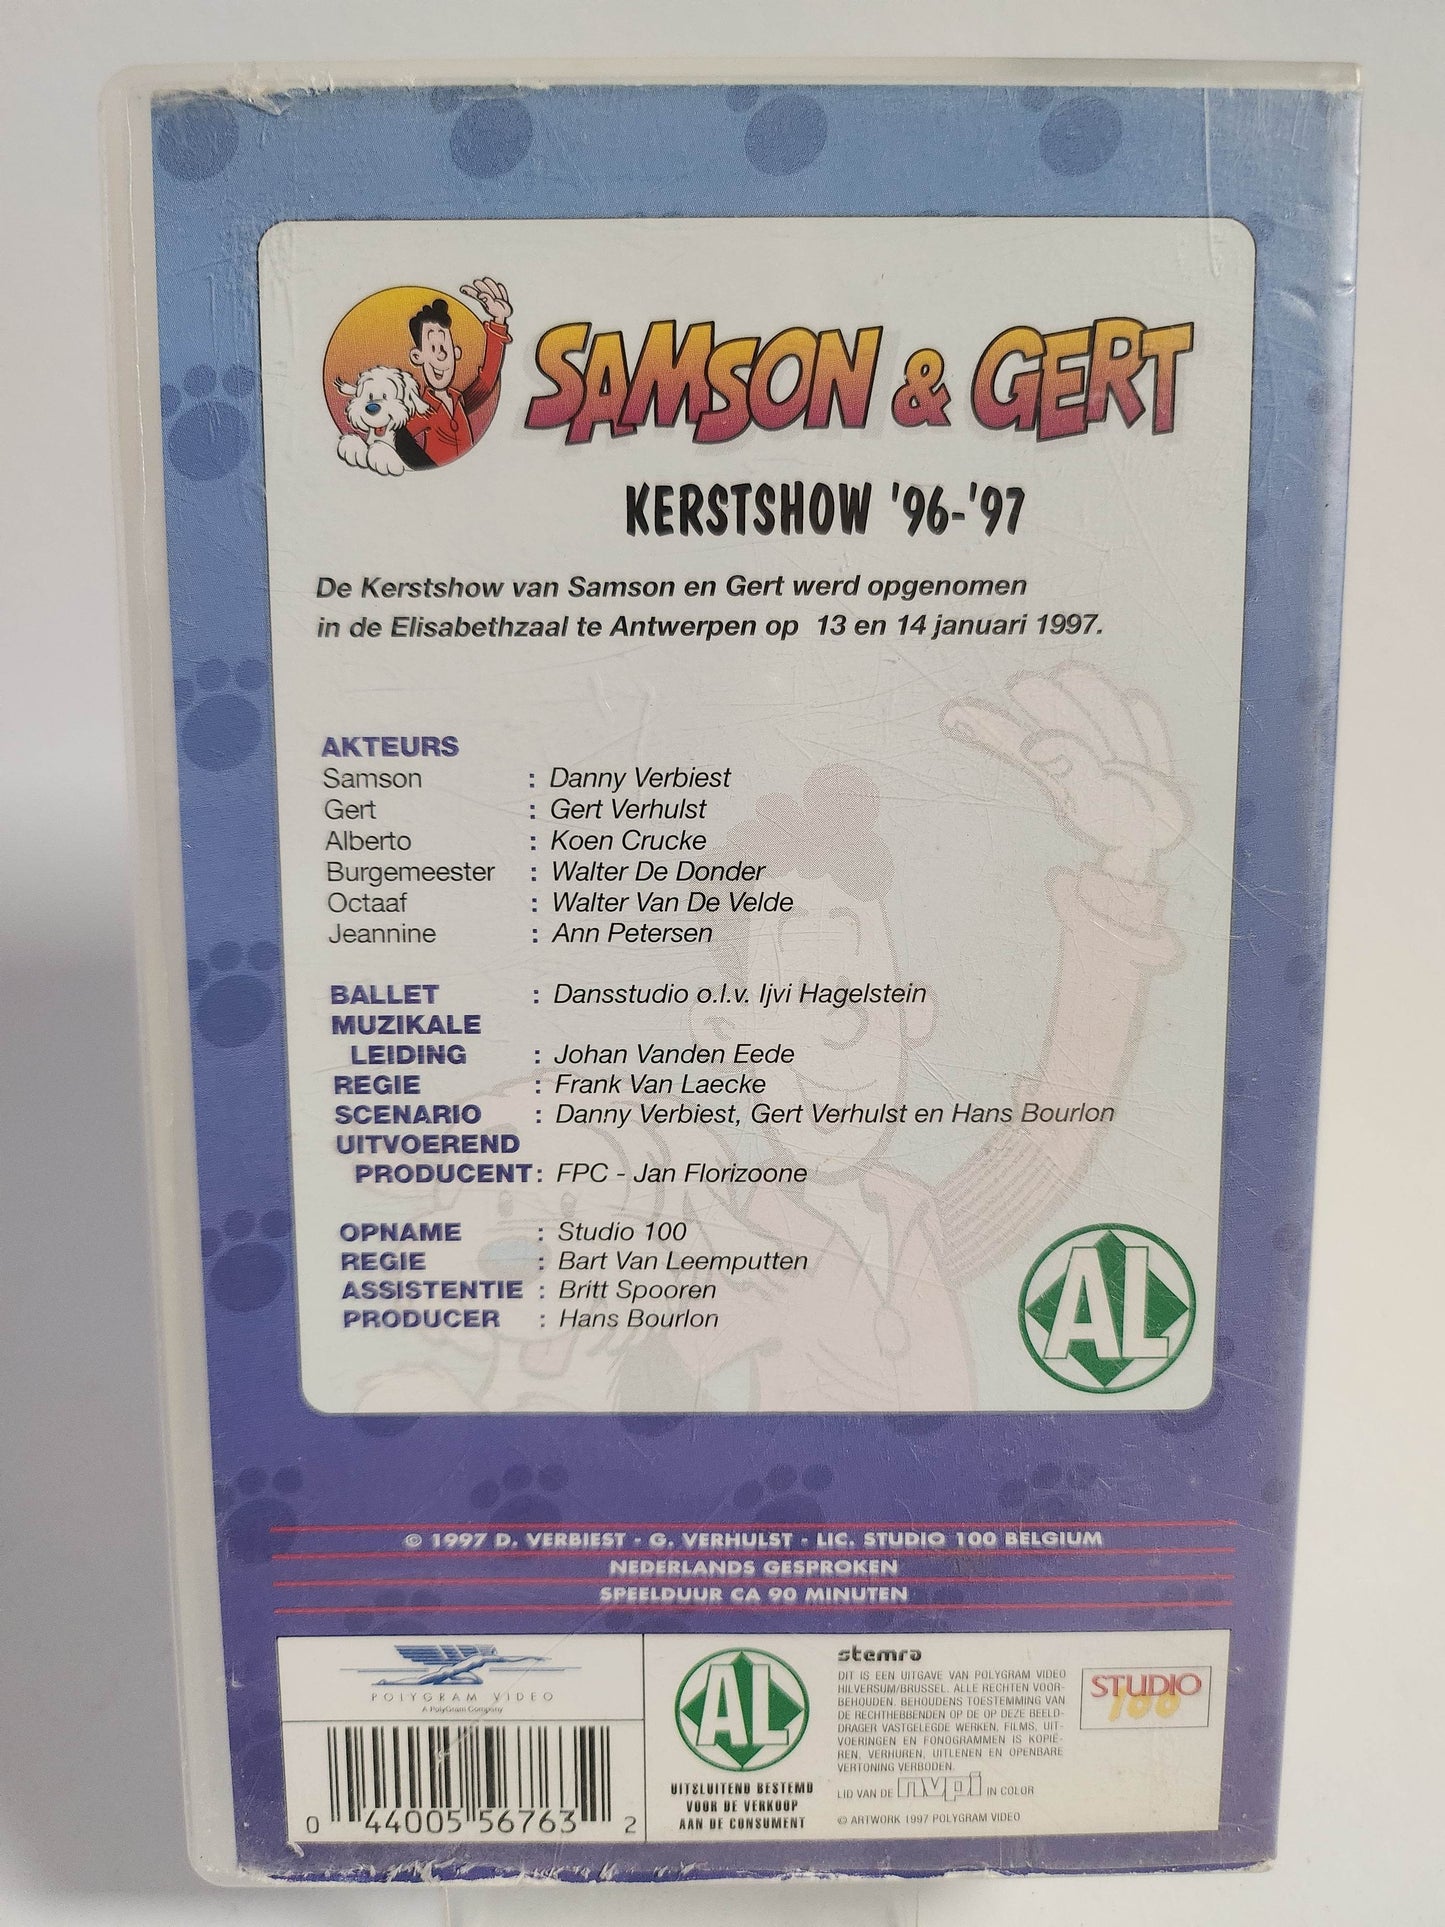 SAMSON & GERT
KERSTSHOW '96-'97
De Kerstshow van Samson en Gert werd opgenomen
in de Elisabethzaal te Antwerpen op 13 en 14 januari 1997.
AKTEURS
Samson : Danny Verbiest
Gert : Gert Verhulst
Alberto : Koen Crucke
Burgemeester : Walter De Donder
Octaaf : Walter Van De Velde
Jeannine : Ann Petersen
BALLET : Dansstudio o.l.v. Ijvi Hagelstein
MUZIKALE
LEIDING : Johan Vanden Eede
REGIE : Frank Van Laecke
SCENARIO : Danny Verbiest, Gert Verhulst en Hans Bourlon
UITVOEREND
PRODUCENT : FPC - Jan Florizoone
OPNAME : Studio 100
REGIE : Bart Van Leemputten
ASSISTENTIE : Britt Spooren
PRODUCER : Hans Bourlon
AL
© 1997 D. VERBIEST - G. VERHULST - LIC. STUDIO 100 BELGIUM
NEDERLANDS GESPROKEN
SPEELDUUR CA 90 MINUTEN
POLYGRAM VIDEO
A PolyGram Company
0 44005 56763 2
AL
UITSLUITEND BESTEMD
VOOR DE VERKOOP
AAN DE CONSUMENT
stemra
DIT IS EEN UITGAVE VAN POLYGRAM VIDEO
HILVERSUM/BRUSSEL. ALLE RECHTEN VOOR-
BEHOUDEN. BEHOUDENS TOESTEMMING VAN
DE RECHTHEBBENDEN OP DE OP DEZE BEELD-
DRAGER VASTGELEGDE WERKEN, FILMS, UIT-
VOERINGEN EN FONOGRAMMEN IS KOPIË-
REN, VERHUREN, UITLENEN EN OPENBARE
VERTONING VERBODEN.
LID VAN DE nvpi IN COLOR
© ARTWORK 1997 POLYGRAM VIDEO
STUDIO
100